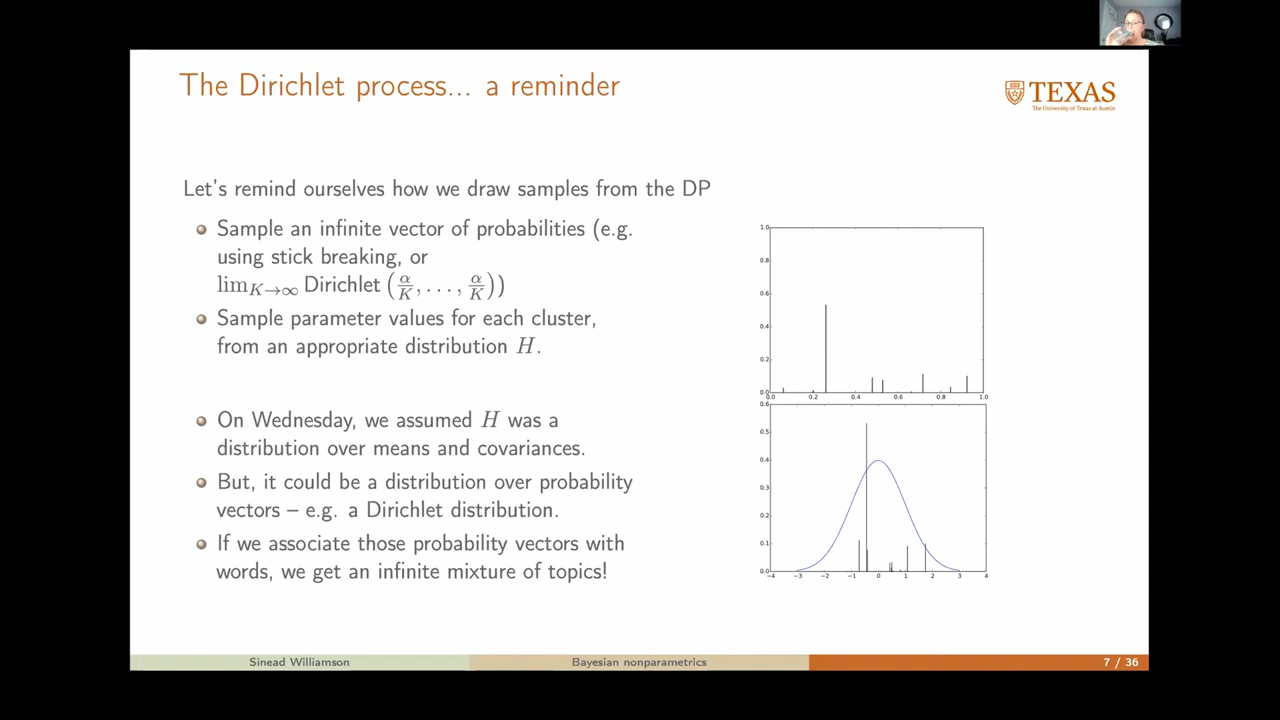 The Dirichlet process... a reminder
TEXAS
The University of Texas at Austin
Let's remind ourselves how we draw samples from the DP
Sample an infinite vector of probabilities (e.g.
using stick breaking, or
lim_{K→∞} Dirichlet (α/K, . . . , α/K))
Sample parameter values for each cluster,
from an appropriate distribution H.
On Wednesday, we assumed H was a
distribution over means and covariances.
But, it could be a distribution over probability
vectors – e.g. a Dirichlet distribution.
If we associate those probability vectors with
words, we get an infinite mixture of topics!
1.0
0.8
0.6
0.4
0.2
0.0
0.0 0.2 0.4 0.6 0.8 1.0
0.6
0.5
0.4
0.3
0.2
0.1
0.0
−4 −3 −2 −1 0 1 2 3 4
Sinead Williamson Bayesian nonparametrics 7 / 36